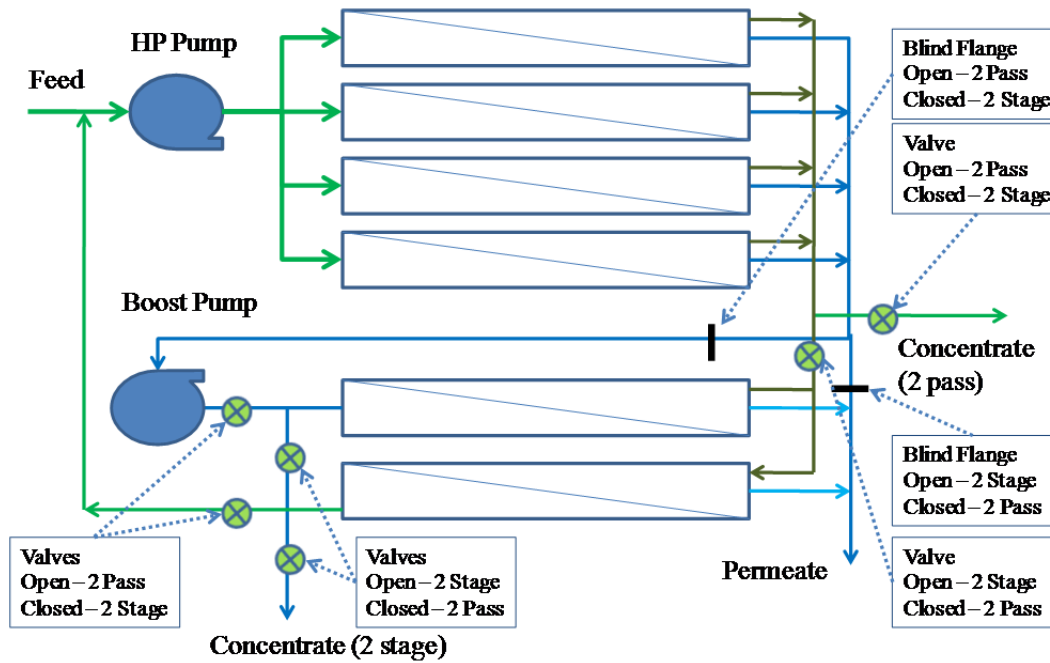 HP Pump
Feed
Blind Flange
Open – 2 Pass
Closed – 2 Stage
Valve
Open – 2 Pass
Closed – 2 Stage
Boost Pump
Concentrate
(2 pass)
Blind Flange
Open – 2 Stage
Closed – 2 Pass
Valves
Open – 2 Pass
Closed – 2 Stage
Valves
Open – 2 Stage
Closed – 2 Pass
Permeate
Valve
Open – 2 Stage
Closed – 2 Pass
Concentrate (2 stage)